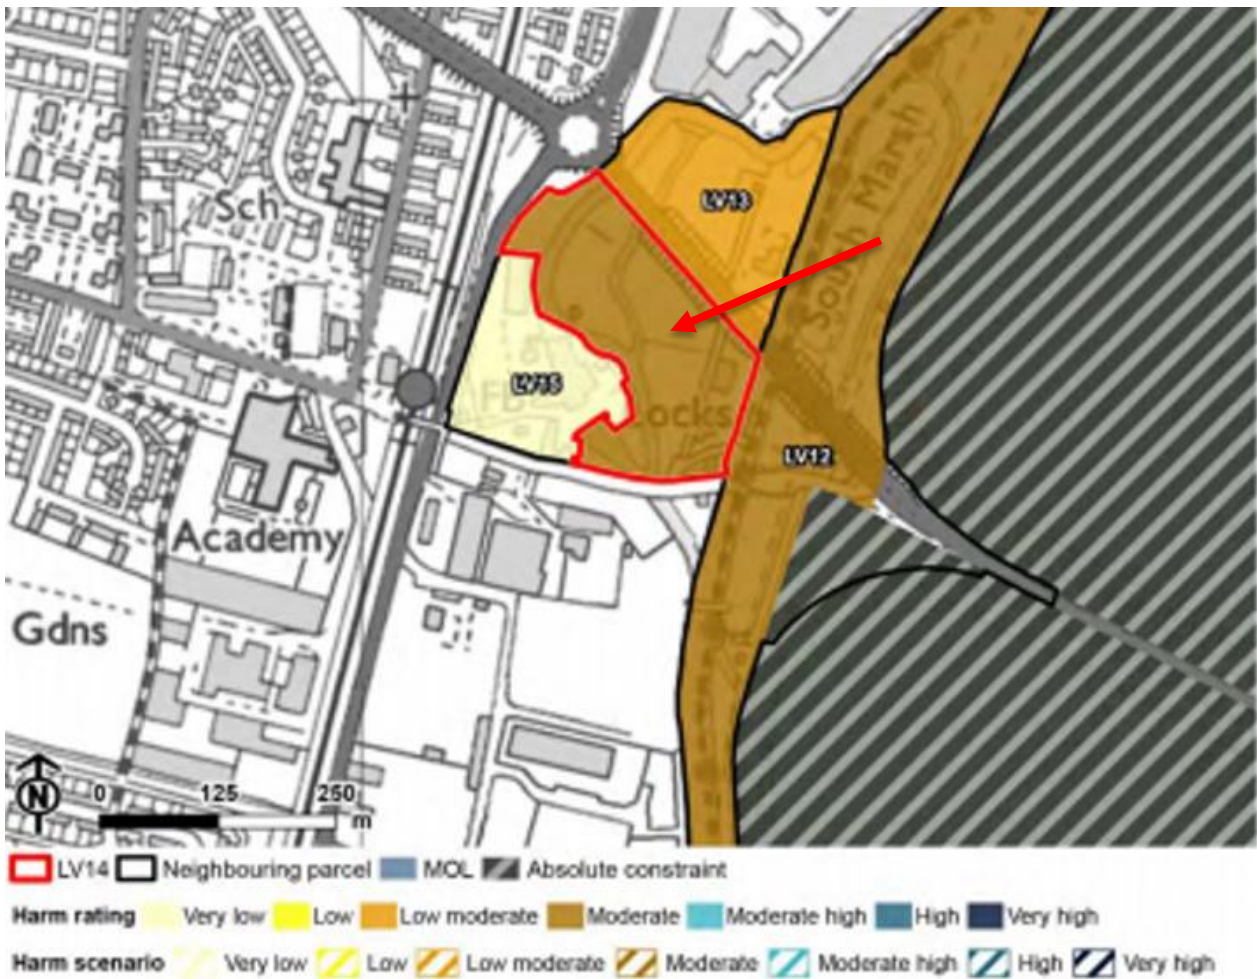 Sch
LV13
South Marsh
LV15
FB
ocks
LV12
Academy
Gdns
N
0 125 250
m
LV14 Neighbouring parcel MOL Absolute constraint
Harm rating Very low Low Low moderate Moderate Moderate high High Very high
Harm scenario Very low Low Low moderate Moderate Moderate high High Very high